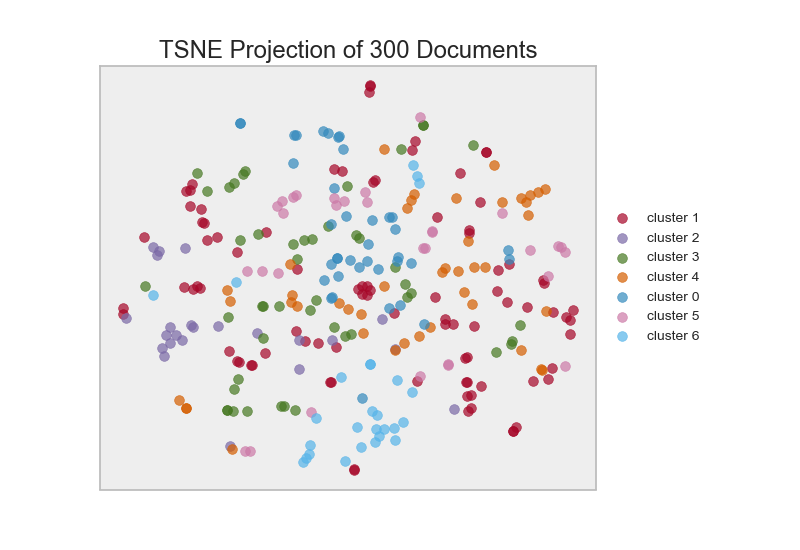 TSNE Projection of 300 Documents
cluster 1
cluster 2
cluster 3
cluster 4
cluster 0
cluster 5
cluster 6